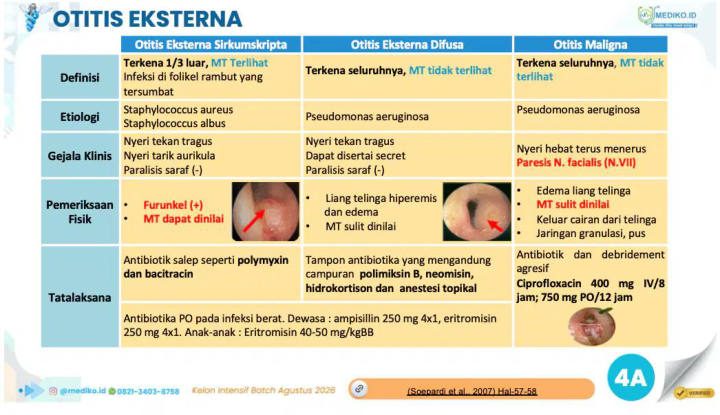 OTITIS EKSTERNA
MEDIKO.ID
Otitis Eksterna Sirkumskripta
Otitis Eksterna Difusa
Otitis Maligna
Definisi
Terkena 1/3 luar, MT Terlihat
Infeksi di folikel rambut yang
tersumbat
Terkena seluruhnya, MT tidak terlihat
Terkena seluruhnya, MT tidak
terlihat
Etiologi
Staphylococcus aureus
Staphylococcus albus
Pseudomonas aeruginosa
Pseudomonas aeruginosa
Gejala Klinis
Nyeri tekan tragus
Nyeri tarik aurikula
Paralisis saraf (-)
Nyeri tekan tragus
Dapat disertai secret
Paralisis saraf (-)
Nyeri hebat terus menerus
Paresis N. facialis (N.VII)
Pemeriksaan
Fisik
• Furunkel (+)
• MT dapat dinilai
• Liang telinga hiperemis
dan edema
• MT sulit dinilai
• Edema liang telinga
• MT sulit dinilai
• Keluar cairan dari telinga
• Jaringan granulasi, pus
Tatalaksana
Antibiotik salep seperti polymyxin
dan bacitracin
Tampon antibiotika yang mengandung
campuran polimiksin B, neomisin,
hidrokortison dan anestesi topikal
Antibiotik dan debridement
agresif
Ciprofloxacin 400 mg IV/8
jam; 750 mg PO/12 jam
Antibiotika PO pada infeksi berat. Dewasa : ampisillin 250 mg 4x1, eritromisin
250 mg 4x1. Anak-anak : Eritromisin 40-50 mg/kgBB
@mediko.id 0821-3403-8758
Kelan Intensif Batch Agustus 2026
(Soepardi et al., 2007) Hal-57-58
4A
VERIFIED